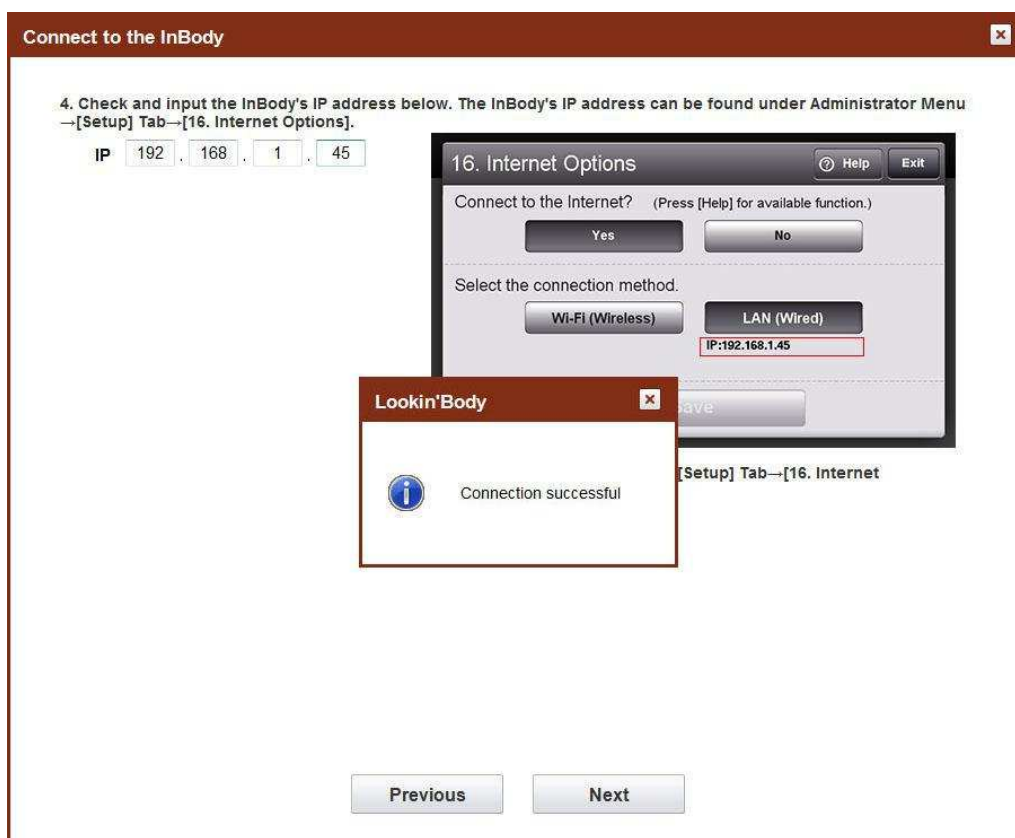 Connect to the InBody
4. Check and input the InBody's IP address below. The InBody's IP address can be found under Administrator Menu
→[Setup] Tab→[16. Internet Options].
IP 192 . 168 . 1 . 45
16. Internet Options
Help
Exit
Connect to the Internet? (Press [Help] for available function.)
Yes
No
Select the connection method.
Wi-Fi (Wireless)
LAN (Wired)
IP:192.168.1.45
[Setup] Tab→[16. Internet
Lookin'Body
Connection successful
Previous
Next